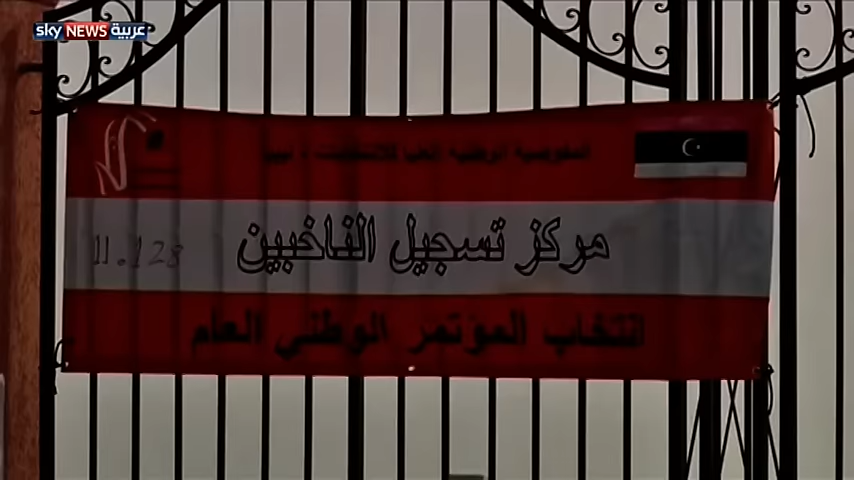 sky NEWS عربية
المفوضية الوطنية العليا للانتخابات - ليبيا
مركز تسجيل الناخبين
11.128
انتخاب المؤتمر الوطني العام